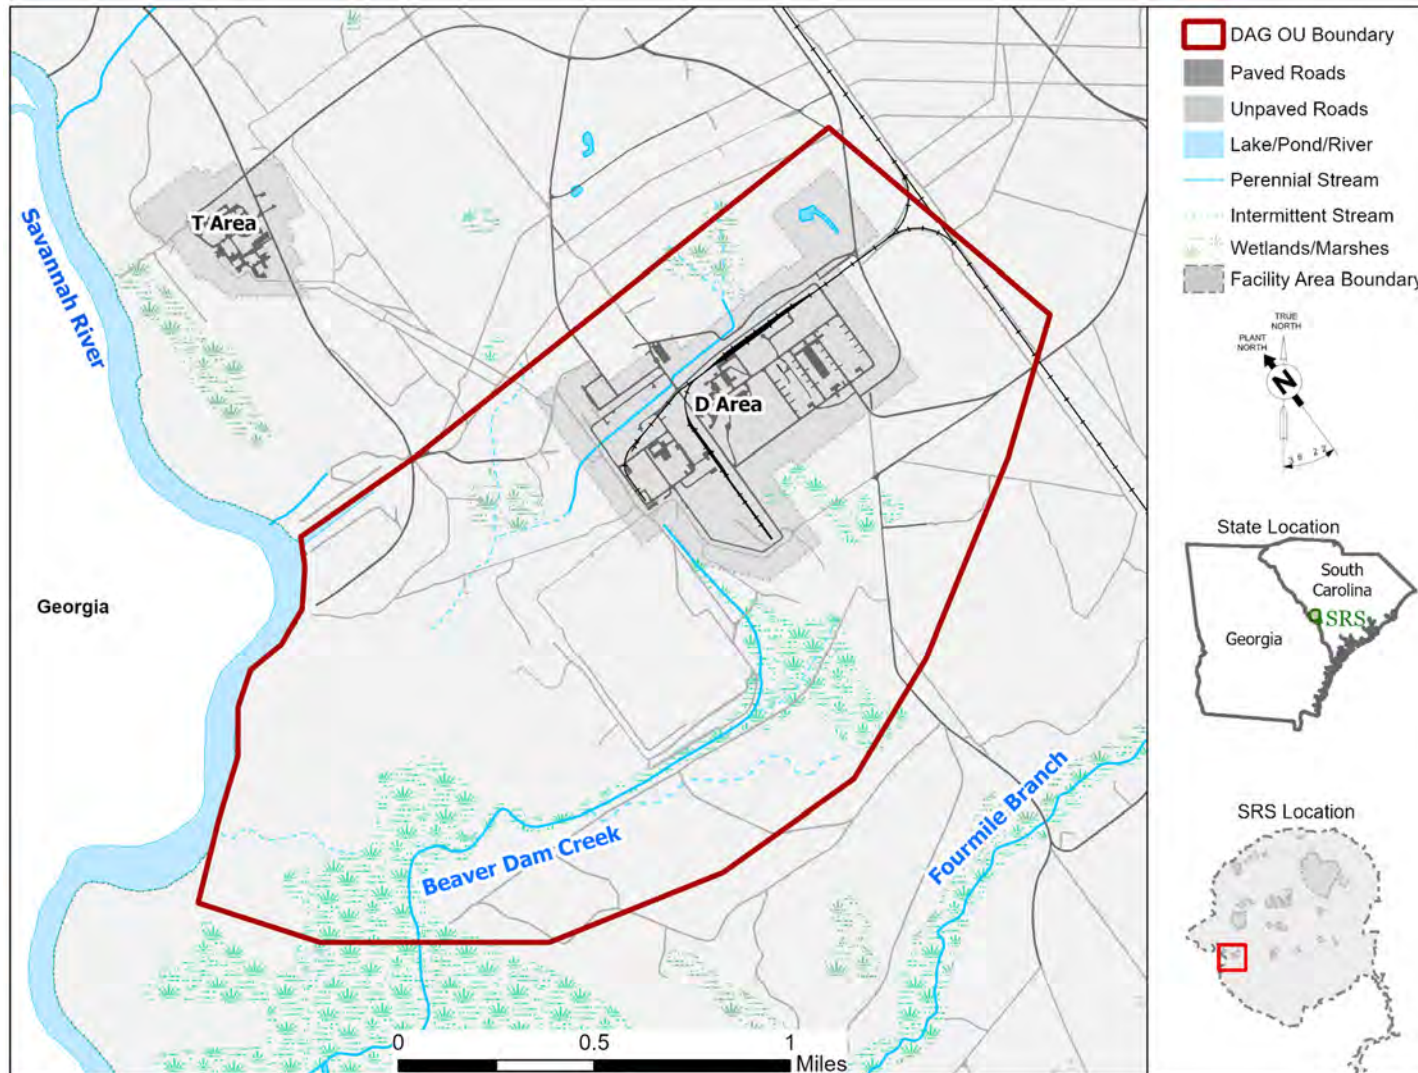 T Area
Savannah River
D Area
Georgia
Beaver Dam Creek
Fourmile Branch
0
0.5
1
Miles
DAG OU Boundary
Paved Roads
Unpaved Roads
Lake/Pond/River
Perennial Stream
Intermittent Stream
Wetlands/Marshes
Facility Area Boundary
TRUE
NORTH
PLANT
NORTH
N
State Location
South
Carolina
SRS
Georgia
SRS Location